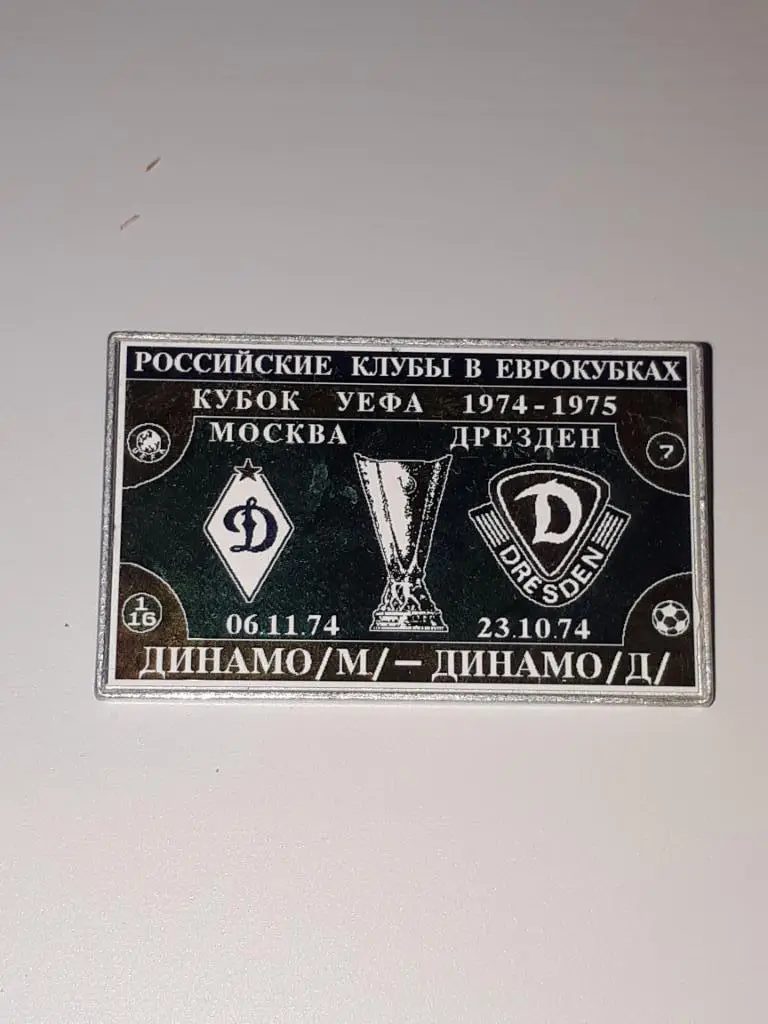 РОССИЙСКИЕ КЛУБЫ В ЕВРОКУБКАХ
КУБОК УЕФА 1974-1975
МОСКВА ДРЕЗДЕН
UEFA
7
Д
D
DRESDEN
1
16
06.11.74 23.10.74
ДИНАМО/М/–ДИНАМО/Д/